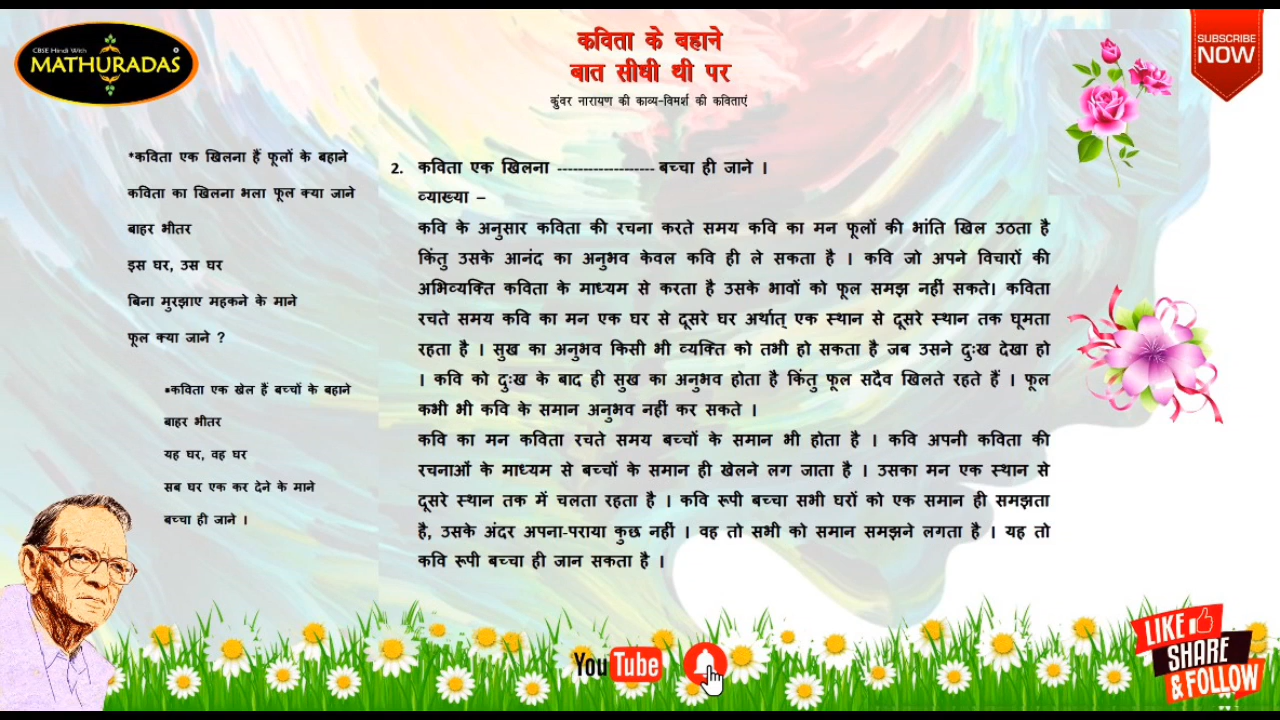 CBSE Hindi With
MATHURADAS
कविता के बहाने
बात सीधी थी पर
कुंवर नारायण की काव्य-विमर्श की कविताएं
SUBSCRIBE
NOW
*कविता एक खिलना हैं फूलों के बहाने
कविता का खिलना भला फूल क्या जाने
बाहर भीतर
इस घर, उस घर
बिना मुरझाए महकने के माने
फूल क्या जाने ?
*कविता एक खेल हैं बच्चों के बहाने
बाहर भीतर
यह घर, वह घर
सब घर एक कर देने के माने
बच्चा ही जाने ।
2. कविता एक खिलना ------------------- बच्चा ही जाने ।
व्याख्या –
कवि के अनुसार कविता की रचना करते समय कवि का मन फूलों की भांति खिल उठता है
किंतु उसके आनंद का अनुभव केवल कवि ही ले सकता है । कवि जो अपने विचारों की
अभिव्यक्ति कविता के माध्यम से करता है उसके भावों को फूल समझ नहीं सकते। कविता
रचते समय कवि का मन एक घर से दूसरे घर अर्थात् एक स्थान से दूसरे स्थान तक घूमता
रहता है । सुख का अनुभव किसी भी व्यक्ति को तभी हो सकता है जब उसने दुःख देखा हो
। कवि को दुःख के बाद ही सुख का अनुभव होता है किंतु फूल सदैव खिलते रहते हैं । फूल
कभी भी कवि के समान अनुभव नहीं कर सकते ।
कवि का मन कविता रचते समय बच्चों के समान भी होता है । कवि अपनी कविता की
रचनाओं के माध्यम से बच्चों के समान ही खेलने लग जाता है । उसका मन एक स्थान से
दूसरे स्थान तक में चलता रहता है । कवि रूपी बच्चा सभी घरों को एक समान ही समझता
है, उसके अंदर अपना-पराया कुछ नहीं । वह तो सभी को समान समझने लगता है । यह तो
कवि रूपी बच्चा ही जान सकता है ।
YouTube
LIKE
SHARE
& FOLLOW